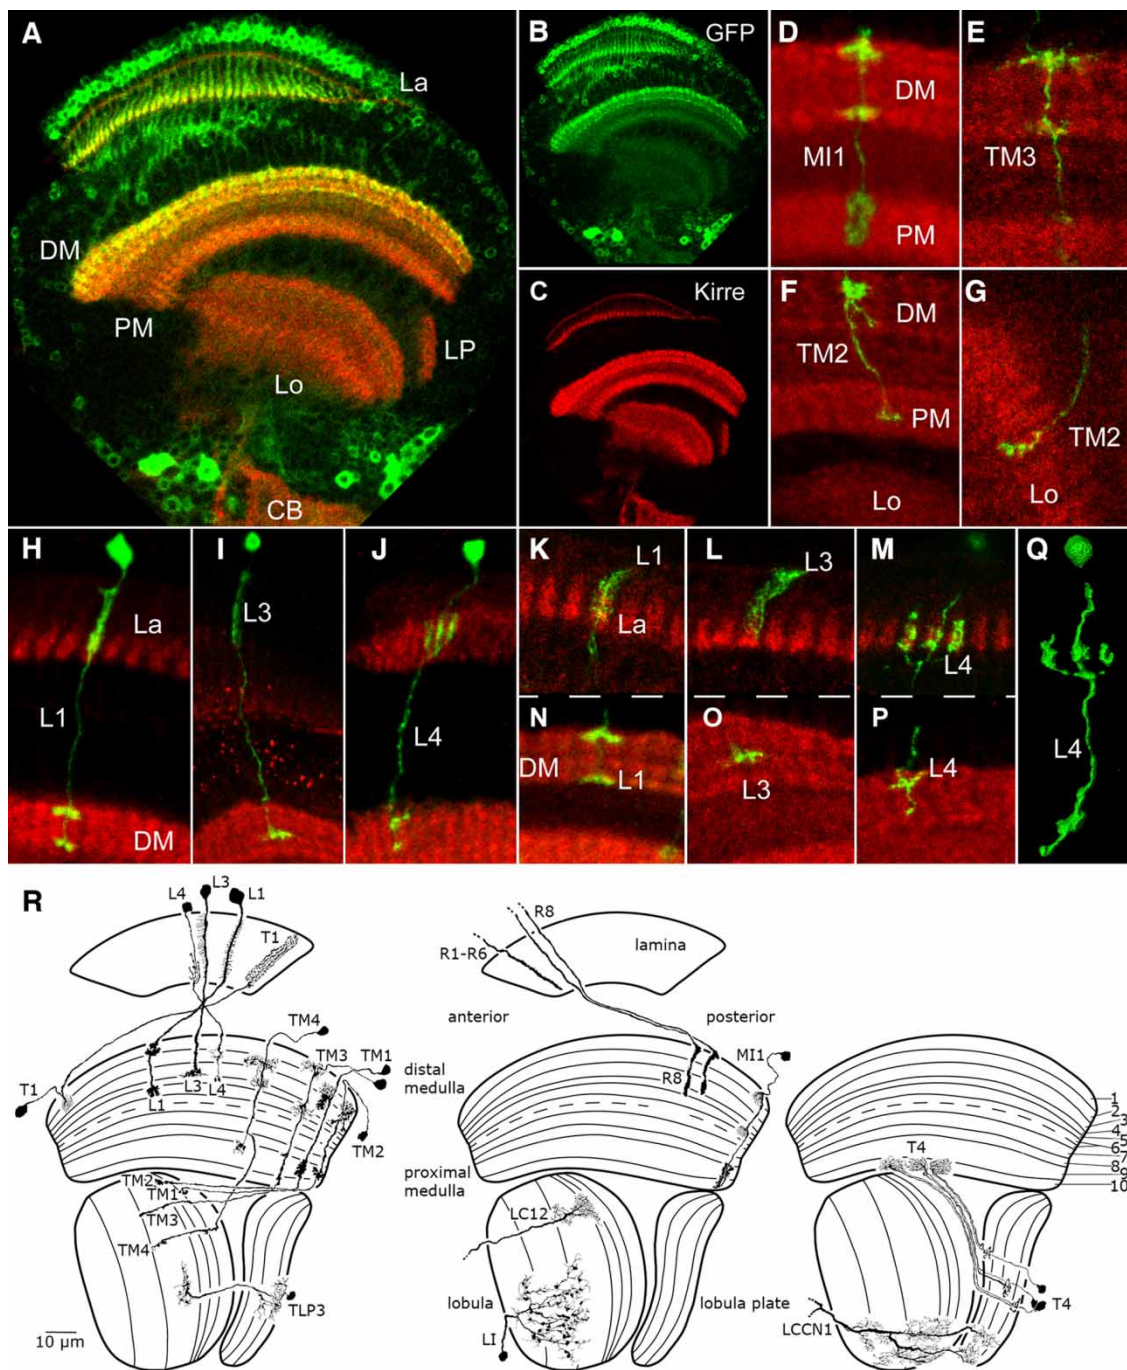 A
La
DM
PM
Lo
LP
CB
B
GFP
C
Kirre
D
DM
MI1
PM
E
TM3
F
DM
TM2
PM
Lo
G
TM2
Lo
H
La
L1
DM
I
L3
J
L4
K
L1
La
L
L3
M
L4
N
DM
L1
O
L3
P
L4
Q
L4
R
L4
L3
L1
T1
TM4
TM3
TM1
T1
L1
L3
L4
TM2
TM2
TM1
TM3
TM4
TLP3
10 µm
R8
R1-R6
lamina
anterior
posterior
MI1
distal
medulla
R8
proximal
medulla
LC12
lobula
lobula plate
LI
1
2
3
4
5
6
7
8
9
10
T4
T4
LCCN1